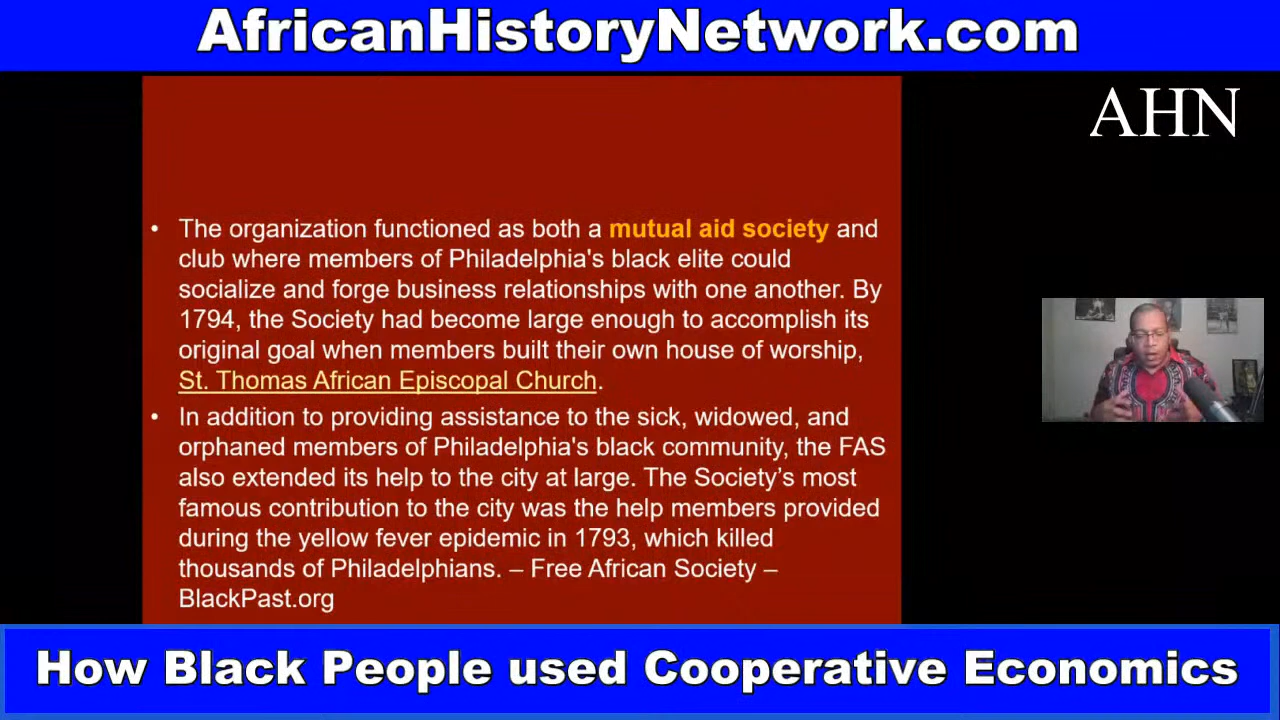 AfricanHistoryNetwork.com
AHN
• The organization functioned as both a mutual aid society and
club where members of Philadelphia's black elite could
socialize and forge business relationships with one another. By
1794, the Society had become large enough to accomplish its
original goal when members built their own house of worship,
St. Thomas African Episcopal Church.
• In addition to providing assistance to the sick, widowed, and
orphaned members of Philadelphia's black community, the FAS
also extended its help to the city at large. The Society’s most
famous contribution to the city was the help members provided
during the yellow fever epidemic in 1793, which killed
thousands of Philadelphians. – Free African Society –
BlackPast.org
How Black People used Cooperative Economics